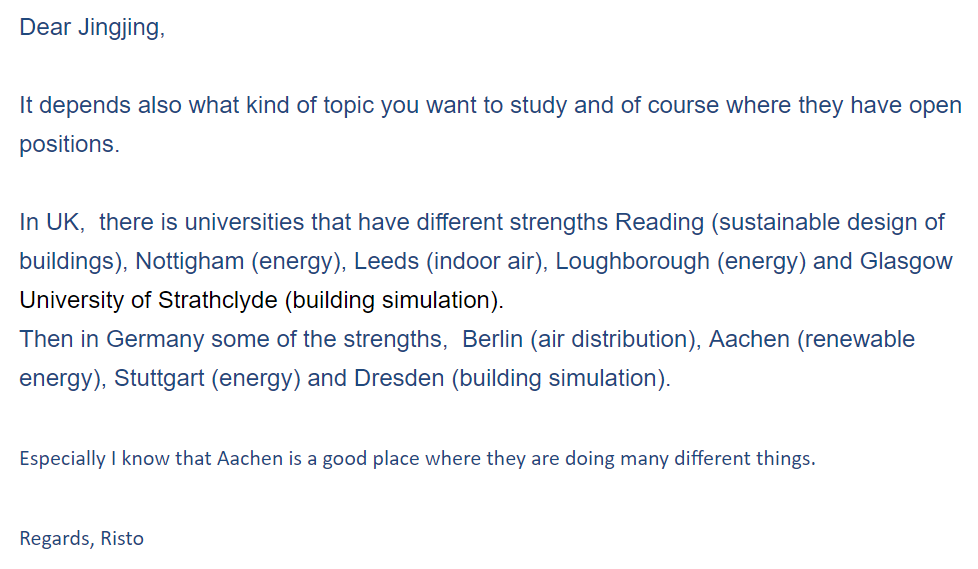 Dear Jingjing,
It depends also what kind of topic you want to study and of course where they have open
positions.
In UK,  there is universities that have different strengths Reading (sustainable design of
buildings), Nottigham (energy), Leeds (indoor air), Loughborough (energy) and Glasgow
University of Strathclyde (building simulation).
Then in Germany some of the strengths,  Berlin (air distribution), Aachen (renewable
energy), Stuttgart (energy) and Dresden (building simulation).
Especially I know that Aachen is a good place where they are doing many different things.
Regards, Risto